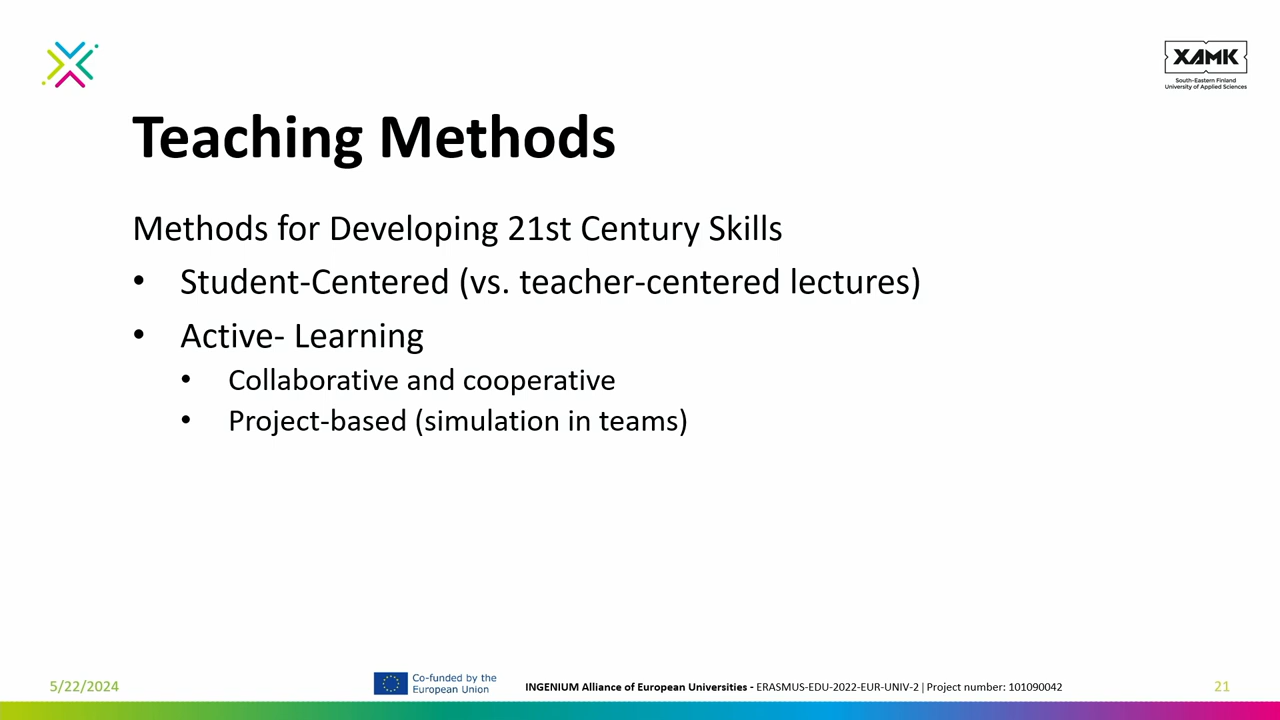 XAMK
South-Eastern Finland
University of Applied Sciences
Teaching Methods
Methods for Developing 21st Century Skills
• Student-Centered (vs. teacher-centered lectures)
• Active- Learning
• Collaborative and cooperative
• Project-based (simulation in teams)
5/22/2024
Co-funded by the
European Union
INGENIUM Alliance of European Universities - ERASMUS-EDU-2022-EUR-UNIV-2 | Project number: 101090042
21